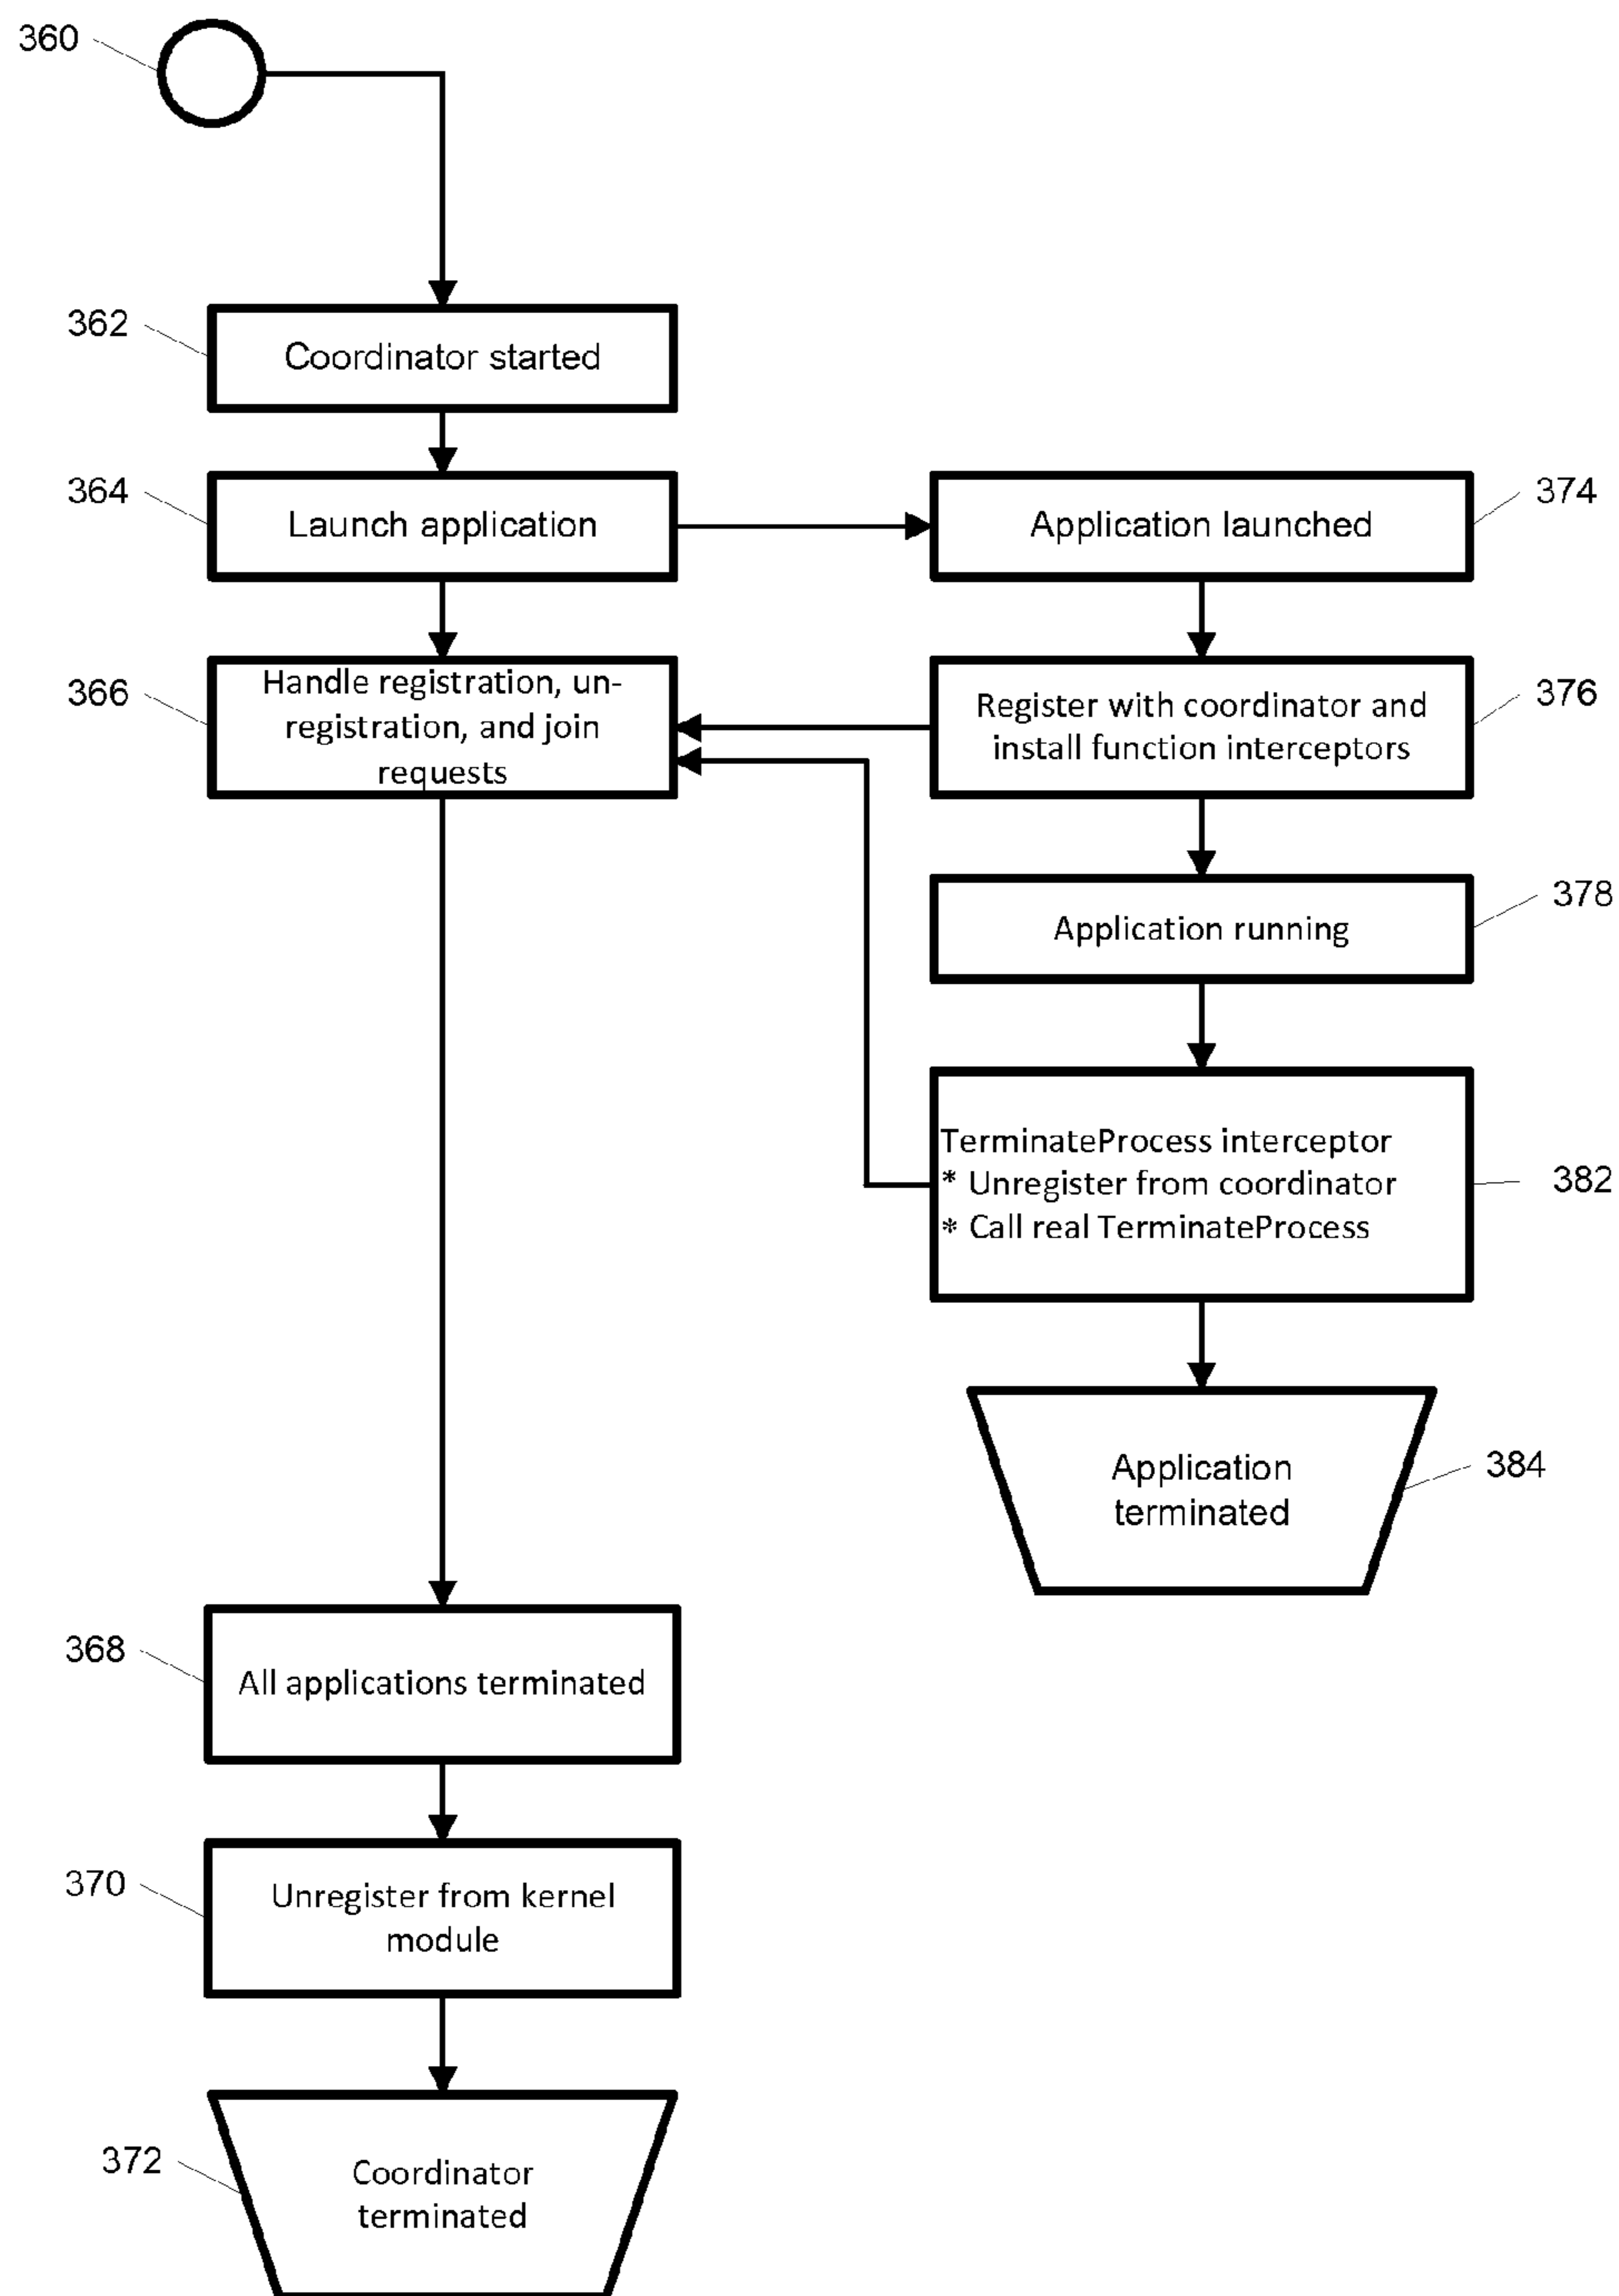 360
362
Coordinator started
364
Launch application
Application launched
374
366
Handle registration, un-
registration, and join
requests
Register with coordinator and
install function interceptors
376
Application running
378
TerminateProcess interceptor
* Unregister from coordinator
* Call real TerminateProcess
382
Application
terminated
384
368
All applications terminated
370
Unregister from kernel
module
372
Coordinator
terminated